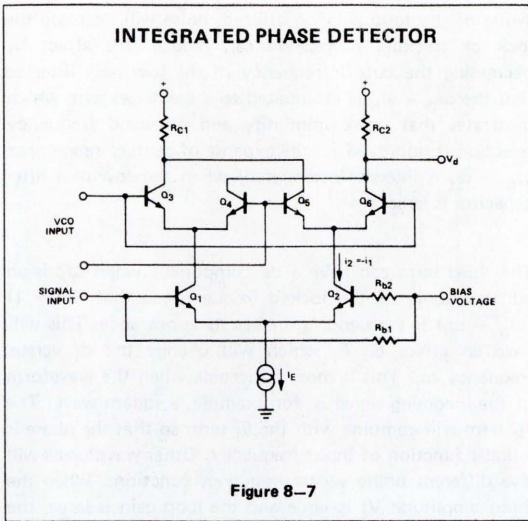 INTEGRATED PHASE DETECTOR
RC1
RC2
Vd
Q3
Q4
Q5
Q6
VCO
INPUT
i2 = -i1
SIGNAL
INPUT
Q1
Q2
Rb2
BIAS
VOLTAGE
Rb1
iE
Figure 8–7